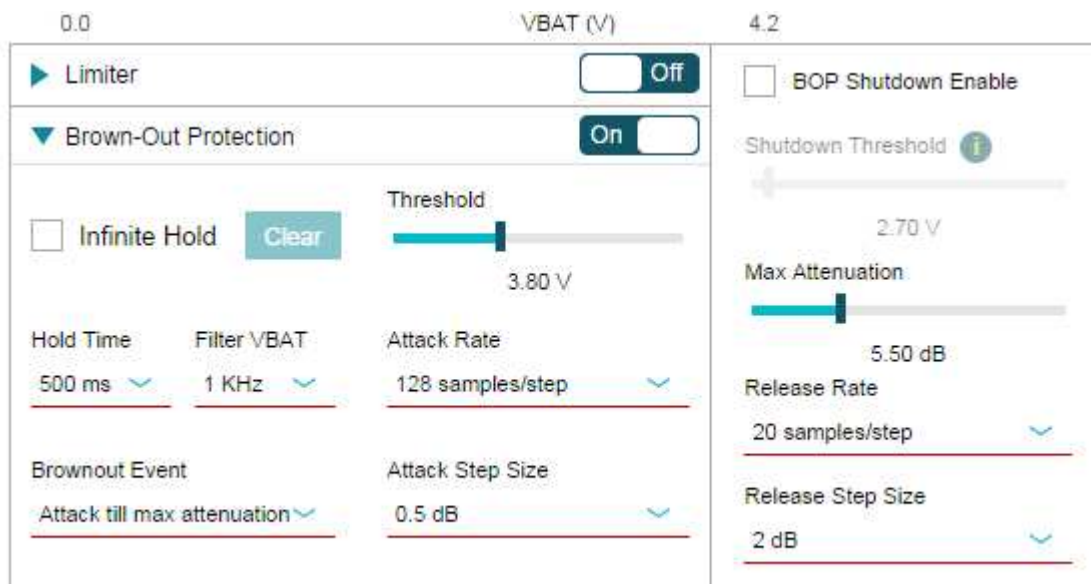 0.0 VBAT (V) 4.2
Limiter Off
Brown-Out Protection On
Infinite Hold Clear
Threshold
3.80 V
Hold Time Filter VBAT Attack Rate
500 ms 1 KHz 128 samples/step
Brownout Event Attack Step Size
Attack till max attenuation 0.5 dB
BOP Shutdown Enable
Shutdown Threshold i
2.70 V
Max Attenuation
5.50 dB
Release Rate
20 samples/step
Release Step Size
2 dB